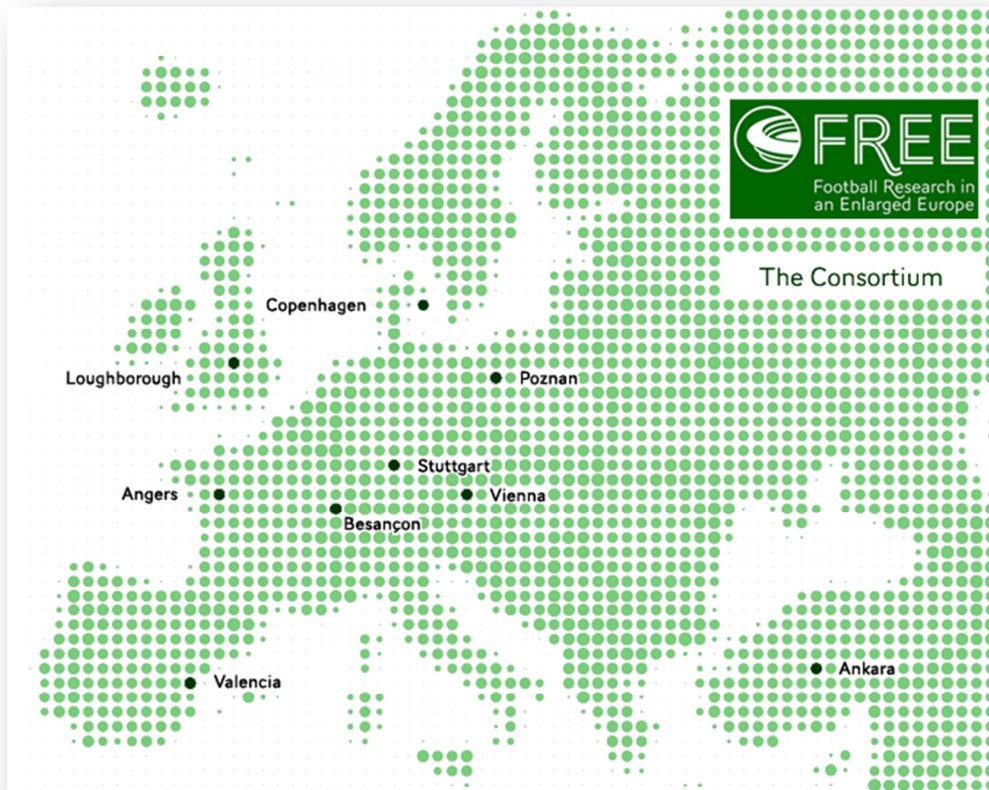 FREE
Football Research in
an Enlarged Europe
The Consortium
Copenhagen
Loughborough
Poznan
Stuttgart
Angers
Vienna
Besançon
Valencia
Ankara